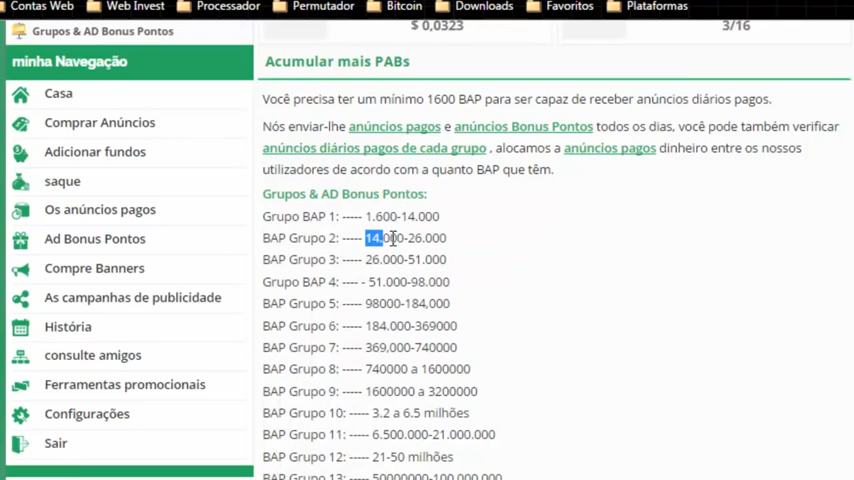 Contas Web Web Invest Processador Permutador Bitcoin Downloads Favoritos Plataformas
Grupos & AD Bonus Pontos
$ 0,0323
3/16
minha Navegação
Casa
Comprar Anúncios
Adicionar fundos
saque
Os anúncios pagos
Ad Bonus Pontos
Compre Banners
As campanhas de publicidade
História
consulte amigos
Ferramentas promocionais
Configurações
Sair
Acumular mais PABs
Você precisa ter um mínimo 1600 BAP para ser capaz de receber anúncios diários pagos.
Nós enviar-lhe anúncios pagos e anúncios Bonus Pontos todos os dias, você pode também verificar
anúncios diários pagos de cada grupo , alocamos a anúncios pagos dinheiro entre os nossos
utilizadores de acordo com a quanto BAP que têm.
Grupos & AD Bonus Pontos:
Grupo BAP 1: ----- 1.600-14.000
BAP Grupo 2: ----- 14.000-26.000
BAP Grupo 3: ----- 26.000-51.000
Grupo BAP 4: ---- - 51.000-98.000
BAP Grupo 5: ----- 98000-184,000
BAP Grupo 6: ----- 184.000-369000
BAP Grupo 7: ----- 369,000-740000
BAP Grupo 8: ----- 740000 a 1600000
BAP Grupo 9: ----- 1600000 a 3200000
BAP Grupo 10: ----- 3.2 a 6.5 milhões
BAP Grupo 11: ----- 6.500.000-21.000.000
BAP Grupo 12: ----- 21-50 milhões
BAP Grupo 13: ----- 50000000-100.000.000